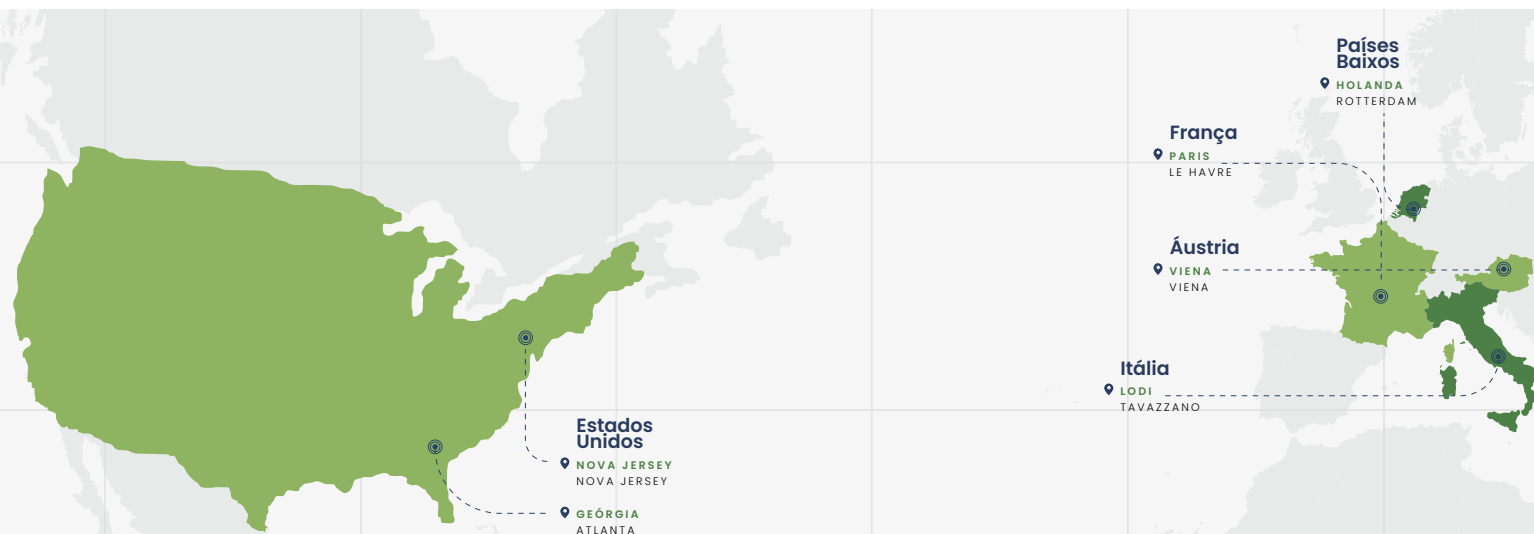 Países
Baixos
HOLANDA
ROTTERDAM
França
PARIS
LE HAVRE
Áustria
VIENA
VIENA
Itália
LODI
TAVAZZANO
Estados
Unidos
NOVA JERSEY
NOVA JERSEY
GEÓRGIA
ATLANTA